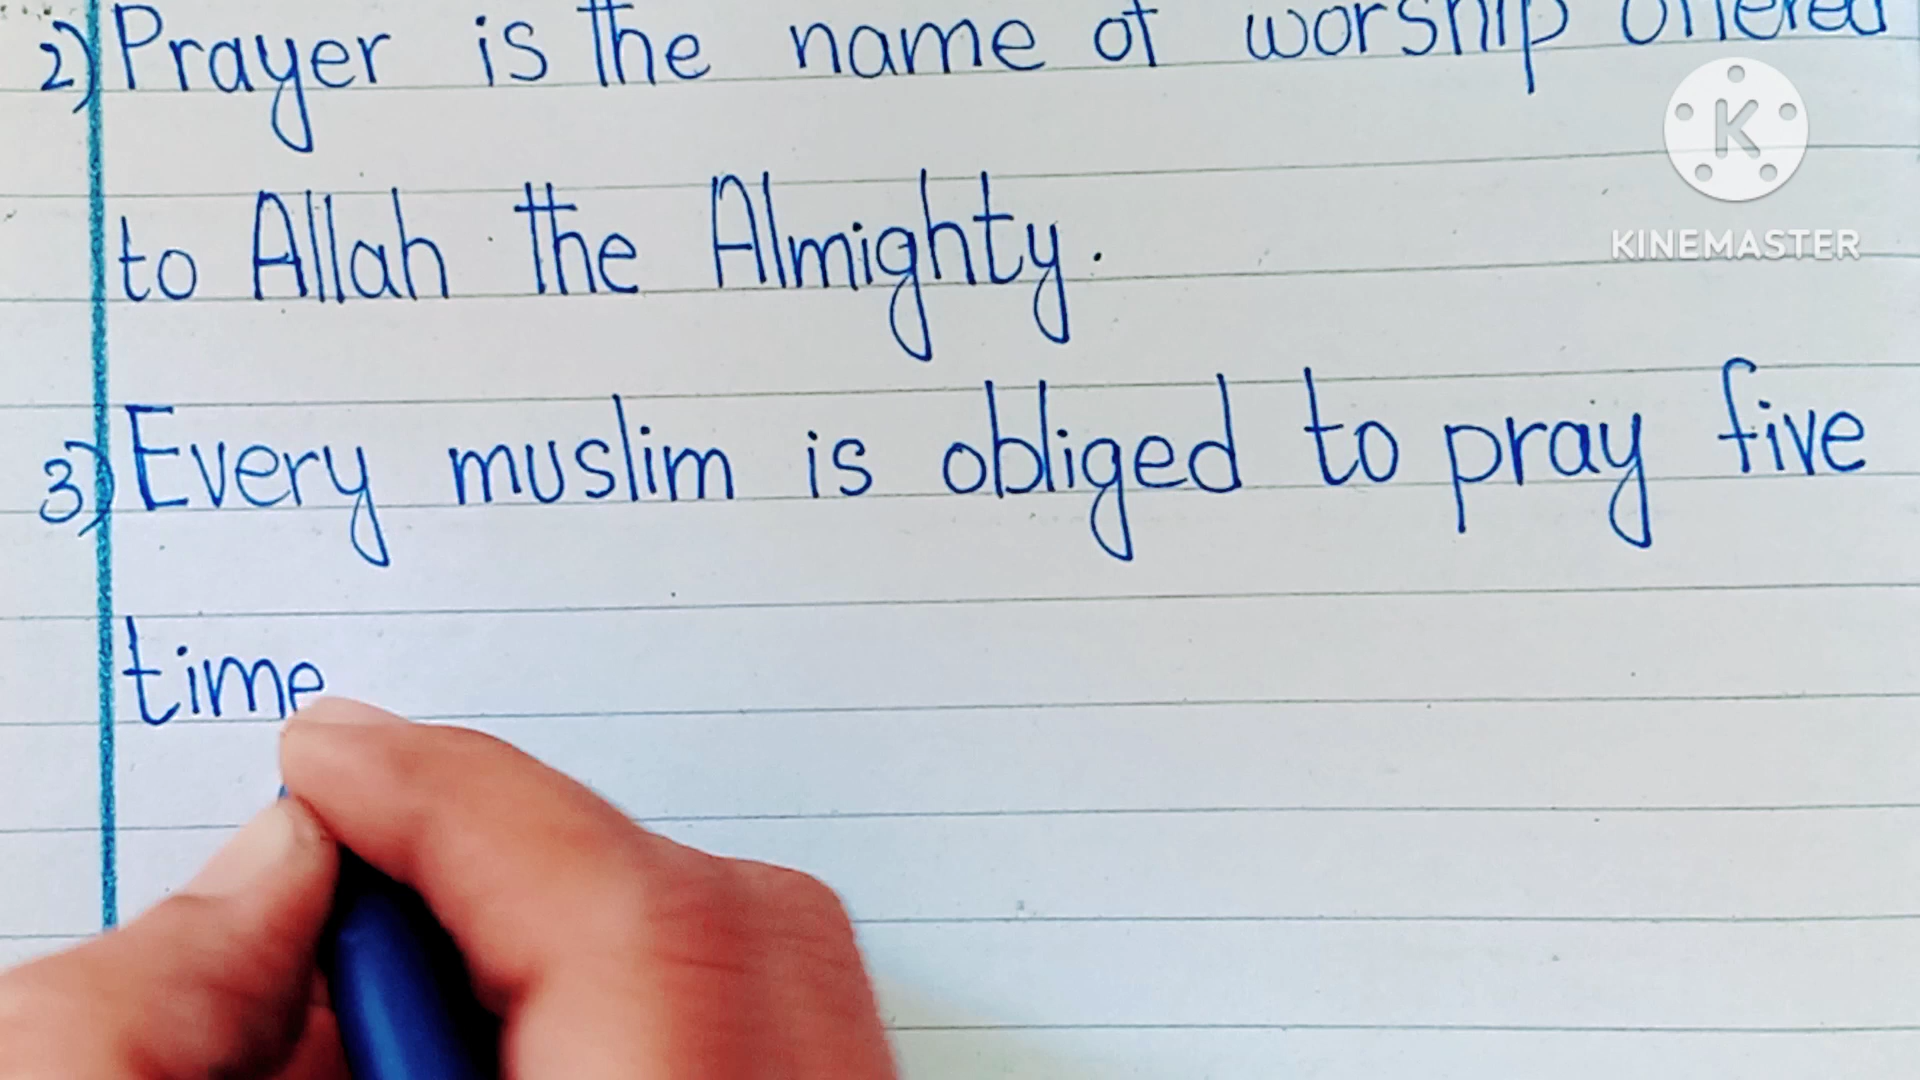 2) Prayer is the name of worship offered
to Allah the Almighty.
3) Every muslim is obliged to pray five
time
K
KINEMASTER